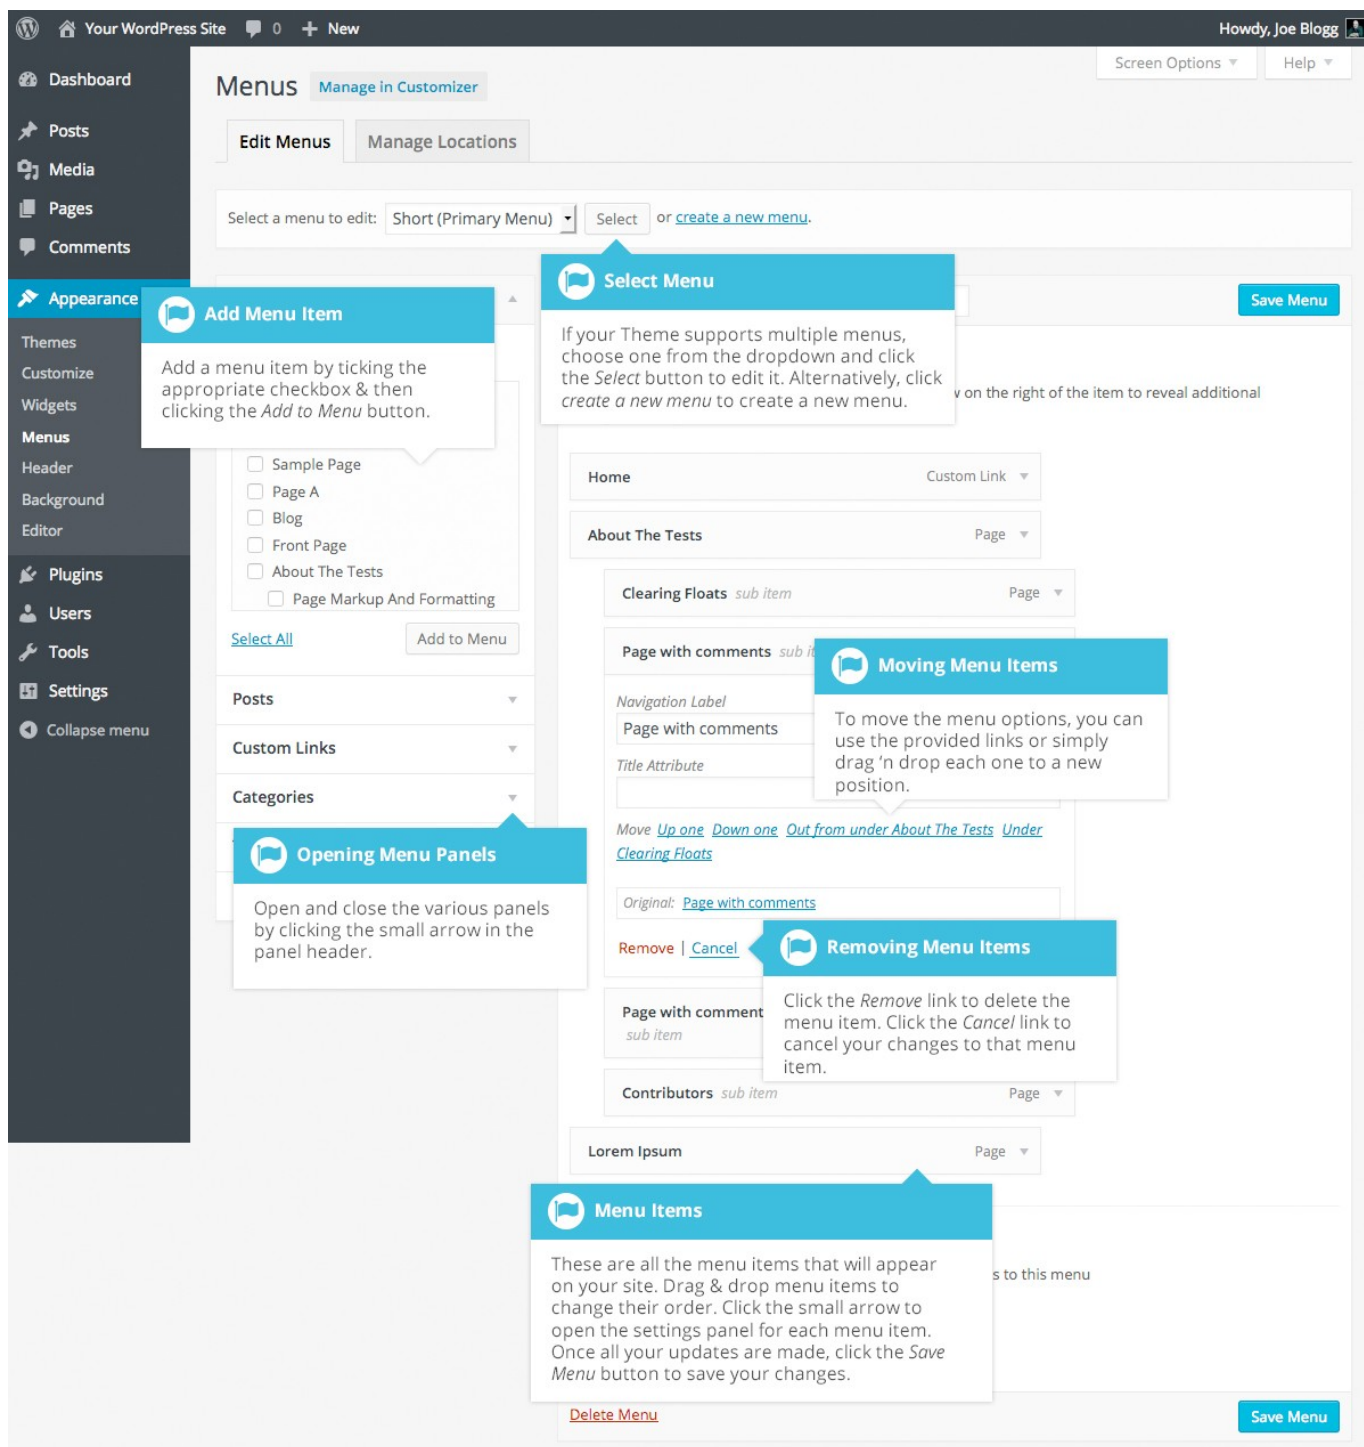 Your WordPress Site 0 New
Howdy, Joe Blogg
Dashboard
Posts
Media
Pages
Comments
Appearance
Themes
Customize
Widgets
Menus
Header
Background
Editor
Plugins
Users
Tools
Settings
Collapse menu
Screen Options
Help
Menus Manage in Customizer
Edit Menus Manage Locations
Select a menu to edit: Short (Primary Menu) Select or create a new menu.
Select Menu
If your Theme supports multiple menus,
choose one from the dropdown and click
the Select button to edit it. Alternatively, click
create a new menu to create a new menu.
Save Menu
Add Menu Item
Add a menu item by ticking the
appropriate checkbox & then
clicking the Add to Menu button.
on the right of the item to reveal additional
Sample Page
Page A
Blog
Front Page
About The Tests
Page Markup And Formatting
Select All Add to Menu
Posts
Custom Links
Categories
Opening Menu Panels
Open and close the various panels
by clicking the small arrow in the
panel header.
Home Custom Link
About The Tests Page
Clearing Floats sub item Page
Page with comments sub
Moving Menu Items
To move the menu options, you can
use the provided links or simply
drag ‘n drop each one to a new
position.
Navigation Label
Page with comments
Title Attribute
Move Up one Down one Out from under About The Tests Under
Clearing Floats
Original: Page with comments
Remove | Cancel
Removing Menu Items
Click the Remove link to delete the
menu item. Click the Cancel link to
cancel your changes to that menu
item.
Page with comment
sub item
Contributors sub item Page
Lorem Ipsum Page
Menu Items
These are all the menu items that will appear
on your site. Drag & drop menu items to
change their order. Click the small arrow to
open the settings panel for each menu item.
Once all your updates are made, click the Save
Menu button to save your changes.
s to this menu
Delete Menu
Save Menu